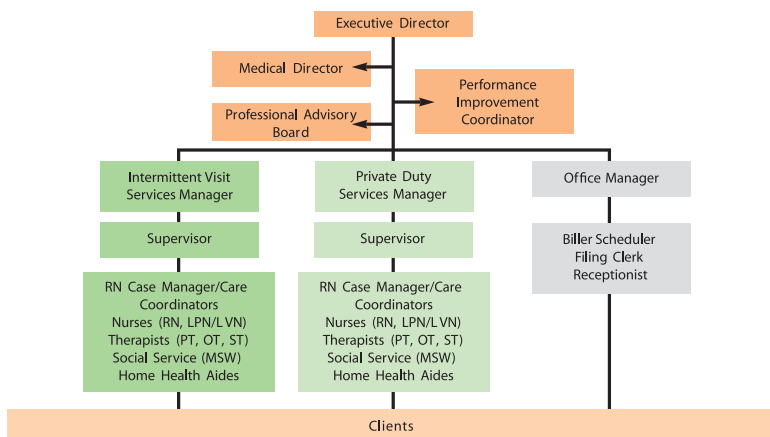 Executive Director
Medical Director
Performance
Improvement
Coordinator
Professional Advisory
Board
Intermittent Visit
Services Manager
Private Duty
Services Manager
Office Manager
Supervisor
Supervisor
Biller Scheduler
Filing Clerk
Receptionist
RN Case Manager/Care
Coordinators
Nurses (RN, LPN/LVN)
Therapists (PT, OT, ST)
Social Service (MSW)
Home Health Aides
RN Case Manager/Care
Coordinators
Nurses (RN, LPN/LVN)
Therapists (PT, OT, ST)
Social Service (MSW)
Home Health Aides
Clients